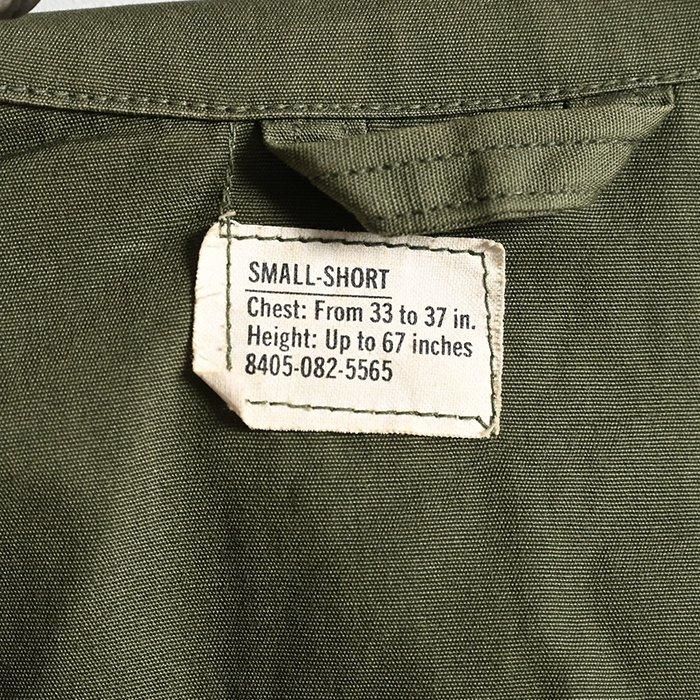 SMALL-SHORT
Chest: From 33 to 37 in.
Height: Up to 67 inches
8405-082-5565